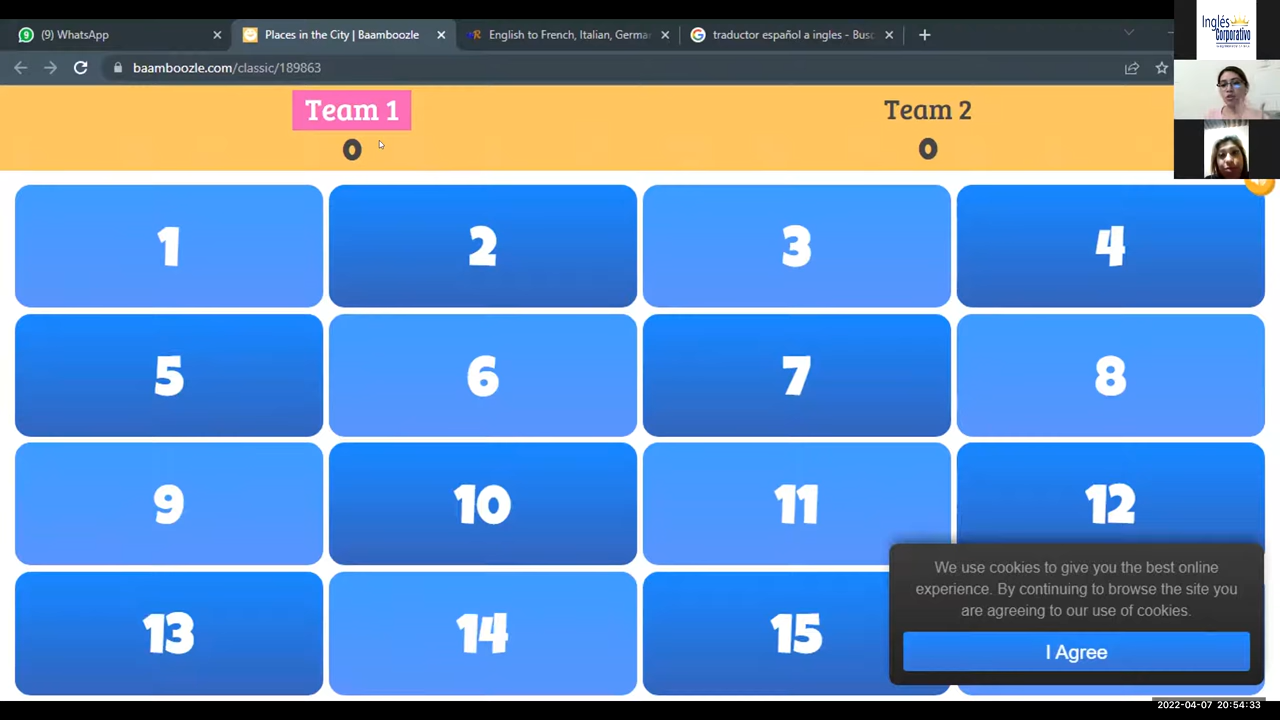 (9) WhatsApp
Places in the City | Baamboozle
English to French, Italian, Germa
traductor español a ingles - Busc
baamboozle.com/classic/189863
Inglés
Corporativo
Team 1
0
Team 2
0
1
2
3
4
5
6
7
8
9
10
11
12
13
14
15
We use cookies to give you the best online
experience. By continuing to browse the site you
are agreeing to our use of cookies.
I Agree
2022-04-07 20:54:33